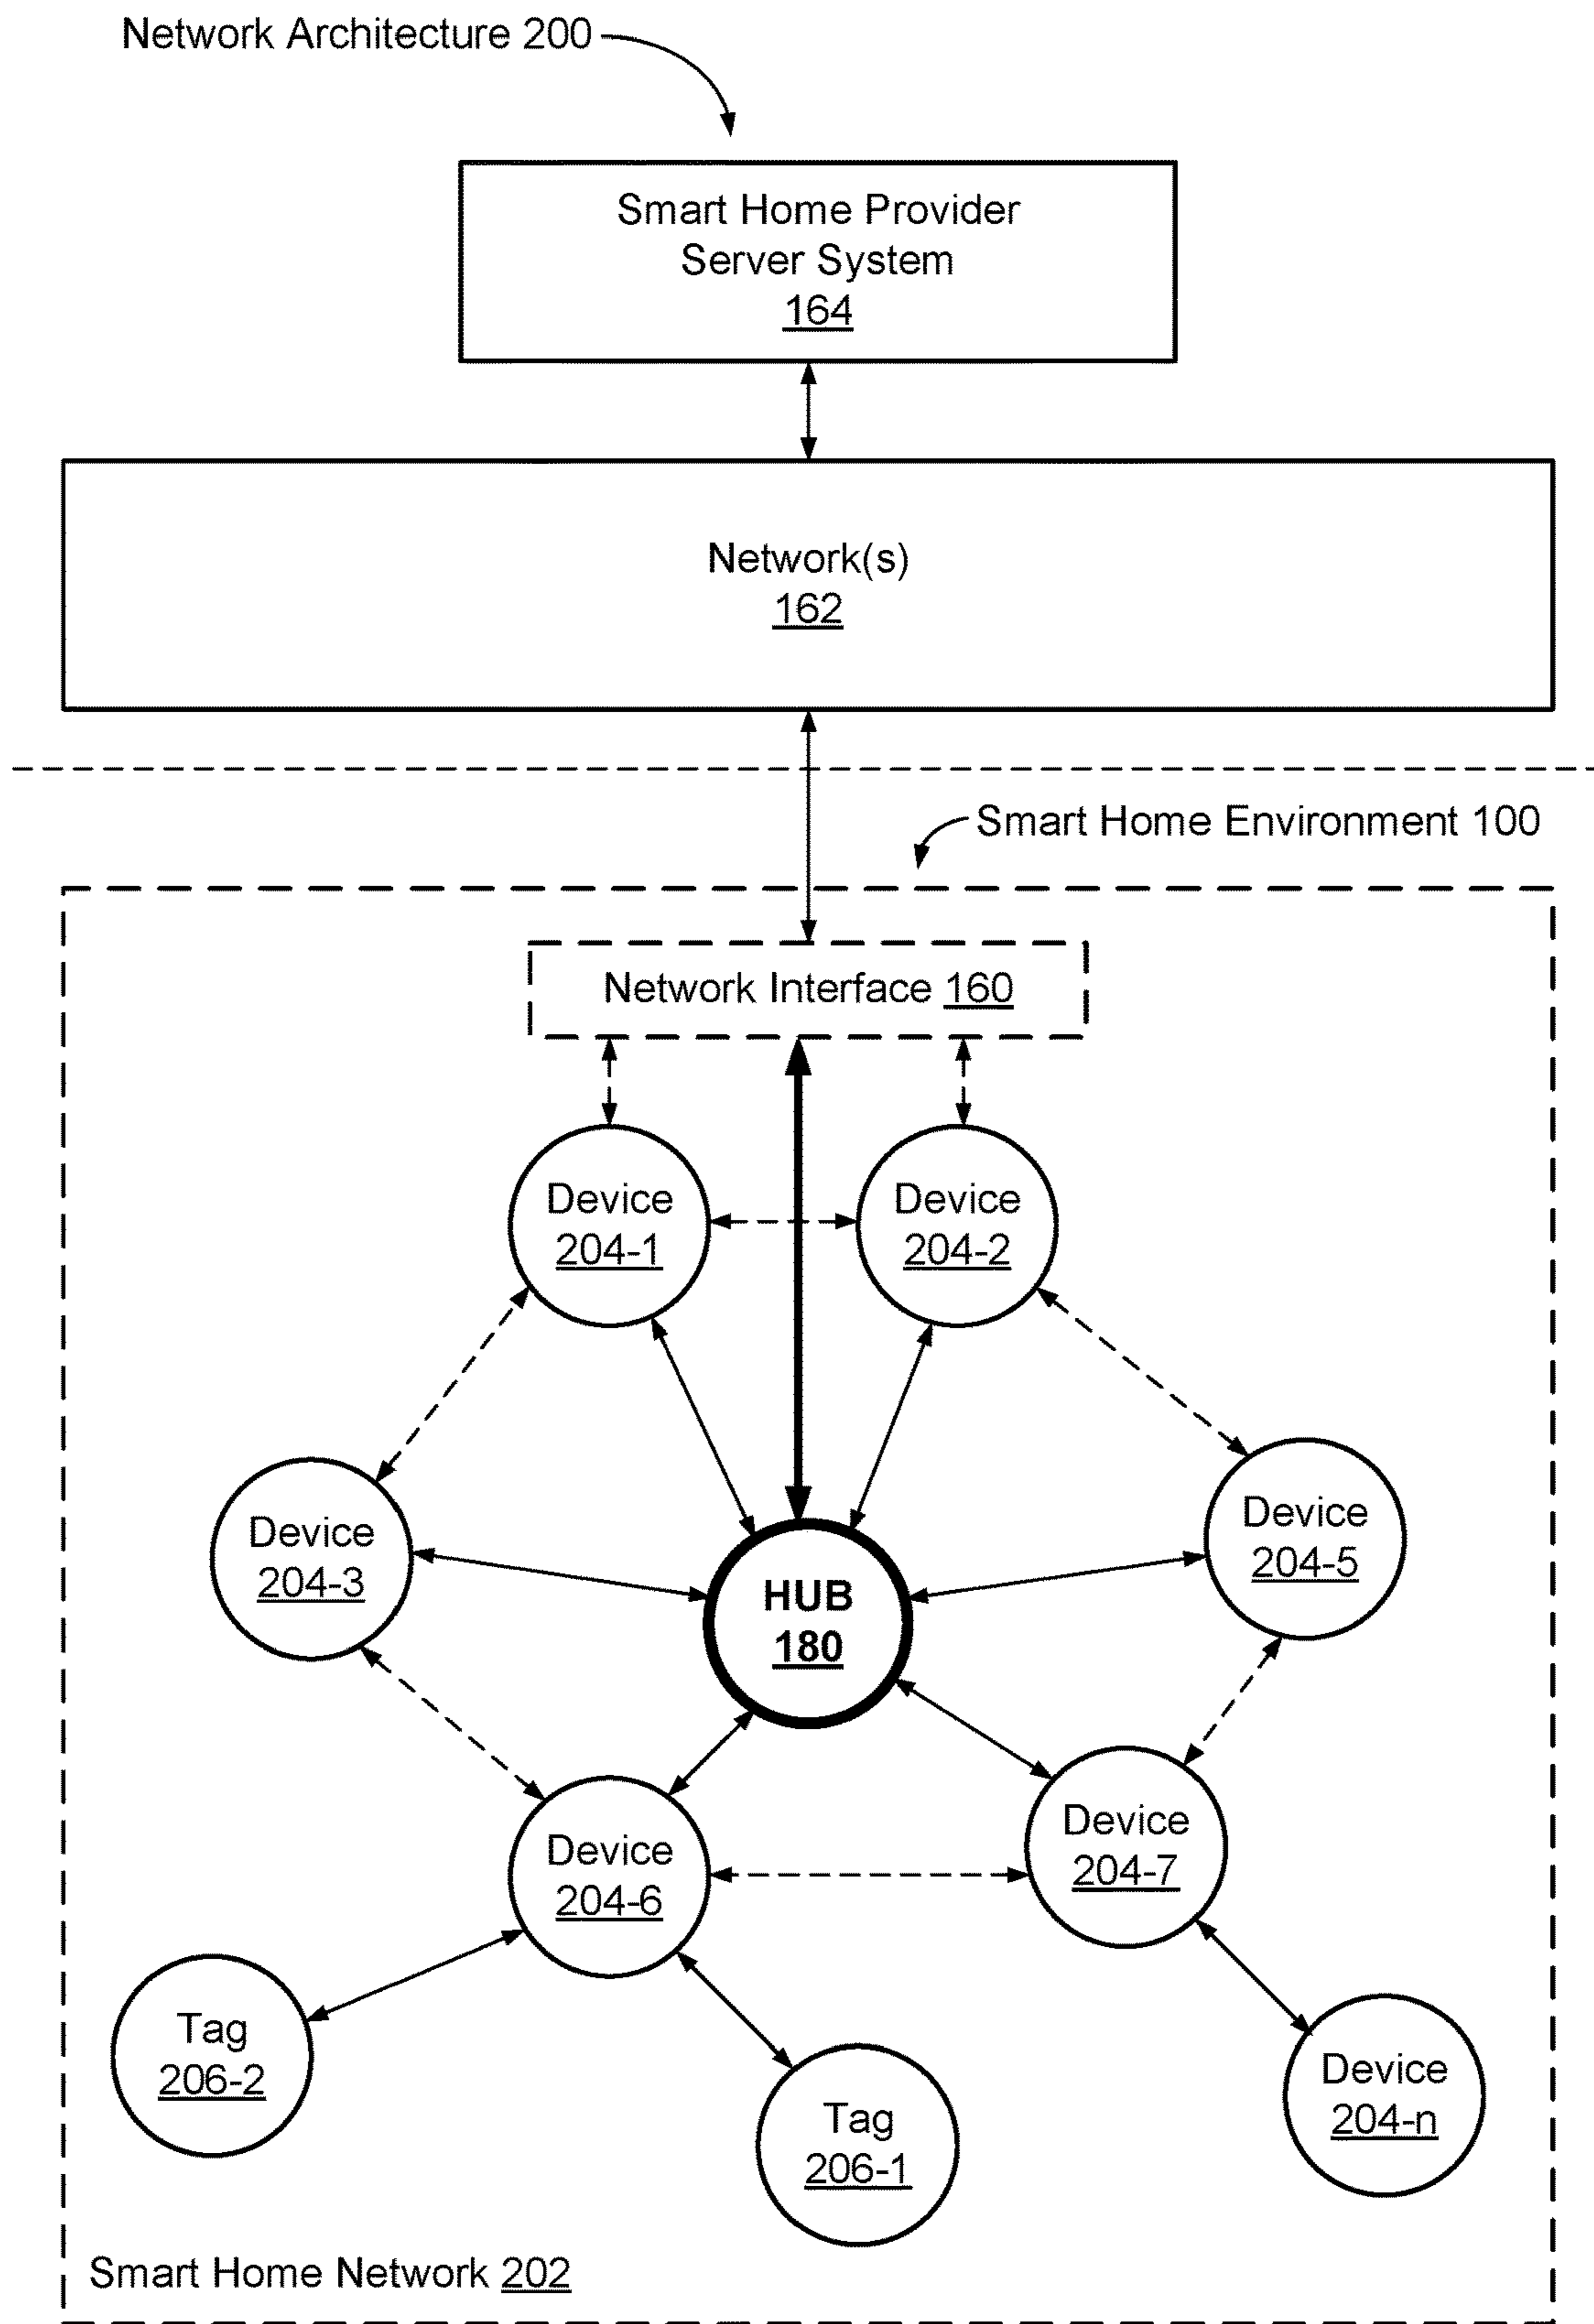 Network Architecture 200
Smart Home Provider
Server System
164
Network(s)
162
Smart Home Environment 100
Network Interface 160
Device
204-1
Device
204-2
Device
204-3
Device
204-5
HUB
180
Device
204-6
Device
204-7
Tag
206-2
Tag
206-1
Device
204-n
Smart Home Network 202